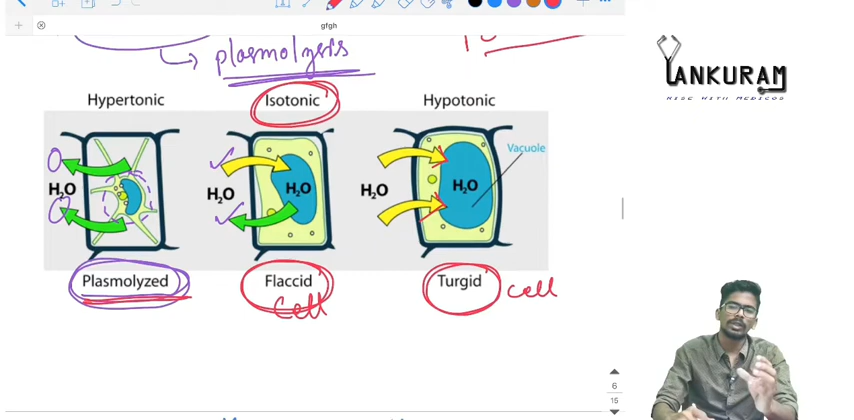 gfgh
plasmolysis
YANKURAM
RISE WITH MEDICOS
Hypertonic Isotonic Hypotonic
Vacuole
H₂O H₂O H₂O H₂O H₂O
Plasmolyzed Flaccid Turgid cell
cell
6
15